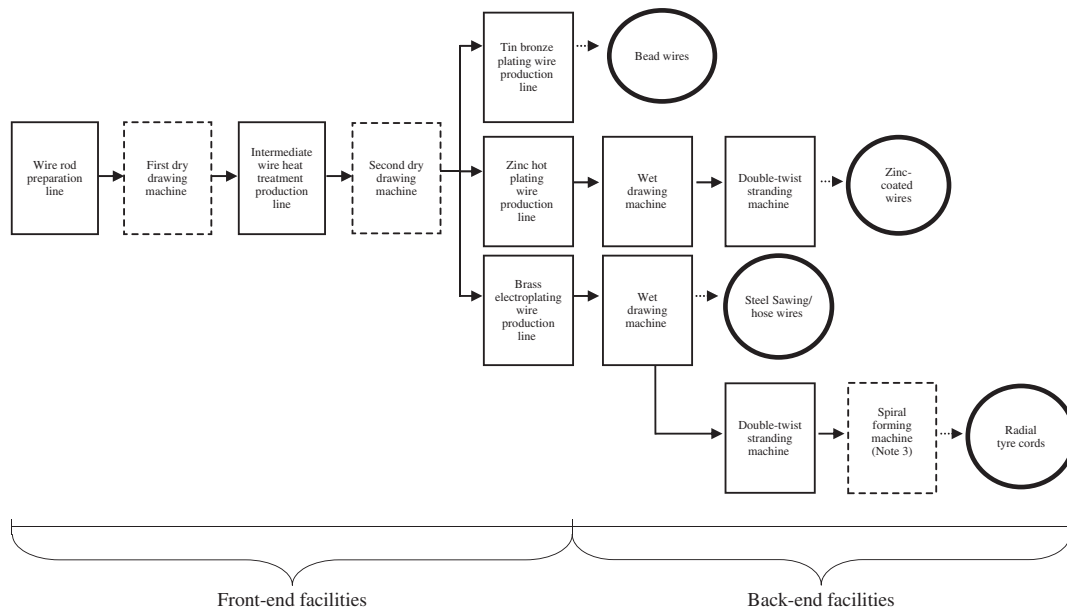 Wire rod
preparation
line
First dry
drawing
machine
Intermediate
wire heat
treatment
production
line
Second dry
drawing
machine
Tin bronze
plating wire
production
line
Bead wires
Zinc hot
plating
wire
production
line
Wet
drawing
machine
Double-twist
stranding
machine
Zinc-
coated
wires
Brass
electroplating
wire
production
line
Wet
drawing
machine
Steel Sawing/
hose wires
Double-twist
stranding
machine
Spiral
forming
machine
(Note 3)
Radial
tyre cords
Front-end facilities
Back-end facilities